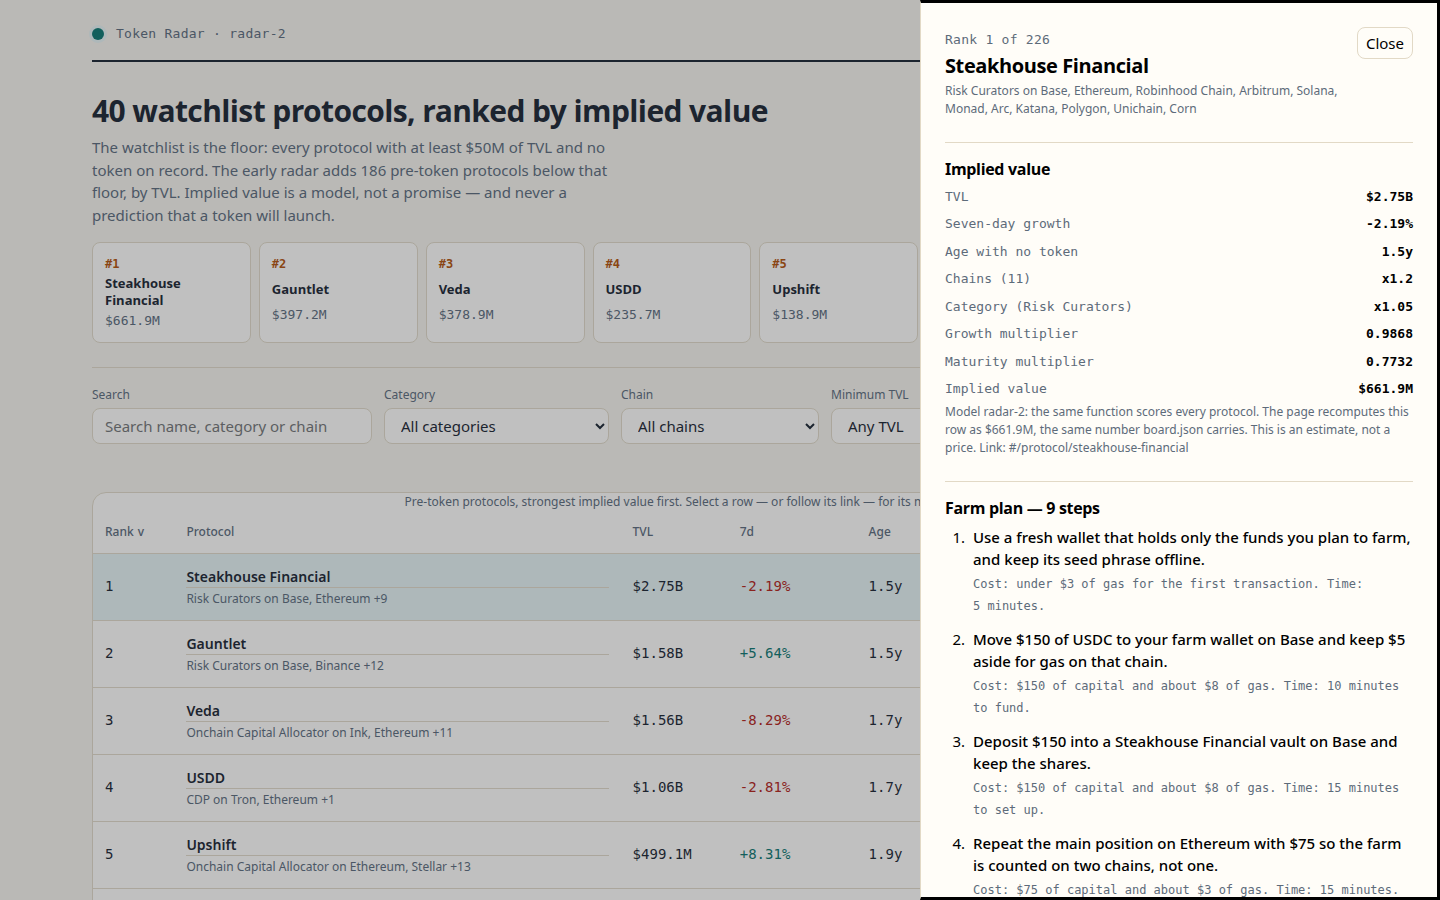 Token Radar · radar-2
40 watchlist protocols, ranked by implied value
The watchlist is the floor: every protocol with at least $50M of TVL and no
token on record. The early radar adds 186 pre-token protocols below that
floor, by TVL. Implied value is a model, not a promise — and never a
prediction that a token will launch.
#1
Steakhouse
Financial
$661.9M
#2
Gauntlet
$397.2M
#3
Veda
$378.9M
#4
USDD
$235.7M
#5
Upshift
$138.9M
Search
Search name, category or chain
Category
All categories
Chain
All chains
Minimum TVL
Any TVL
Pre-token protocols, strongest implied value first. Select a row — or follow its link — for its
Rank v Protocol TVL 7d Age
1 Steakhouse Financial $2.75B -2.19% 1.5y
Risk Curators on Base, Ethereum +9
2 Gauntlet $1.58B +5.64% 1.5y
Risk Curators on Base, Binance +12
3 Veda $1.56B -8.29% 1.7y
Onchain Capital Allocator on Ink, Ethereum +11
4 USDD $1.06B -2.81% 1.7y
CDP on Tron, Ethereum +1
5 Upshift $499.1M +8.31% 1.9y
Onchain Capital Allocator on Ethereum, Stellar +13
Rank 1 of 226
Close
Steakhouse Financial
Risk Curators on Base, Ethereum, Robinhood Chain, Arbitrum, Solana,
Monad, Arc, Katana, Polygon, Unichain, Corn
Implied value
TVL $2.75B
Seven-day growth -2.19%
Age with no token 1.5y
Chains (11) x1.2
Category (Risk Curators) x1.05
Growth multiplier 0.9868
Maturity multiplier 0.7732
Implied value $661.9M
Model radar-2: the same function scores every protocol. The page recomputes this
row as $661.9M, the same number board.json carries. This is an estimate, not a
price. Link: #/protocol/steakhouse-financial
Farm plan — 9 steps
1. Use a fresh wallet that holds only the funds you plan to farm,
and keep its seed phrase offline.
Cost: under $3 of gas for the first transaction. Time:
5 minutes.
2. Move $150 of USDC to your farm wallet on Base and keep $5
aside for gas on that chain.
Cost: $150 of capital and about $8 of gas. Time: 10 minutes
to fund.
3. Deposit $150 into a Steakhouse Financial vault on Base and
keep the shares.
Cost: $150 of capital and about $8 of gas. Time: 15 minutes
to set up.
4. Repeat the main position on Ethereum with $75 so the farm
is counted on two chains, not one.
Cost: $75 of capital and about $3 of gas. Time: 15 minutes.